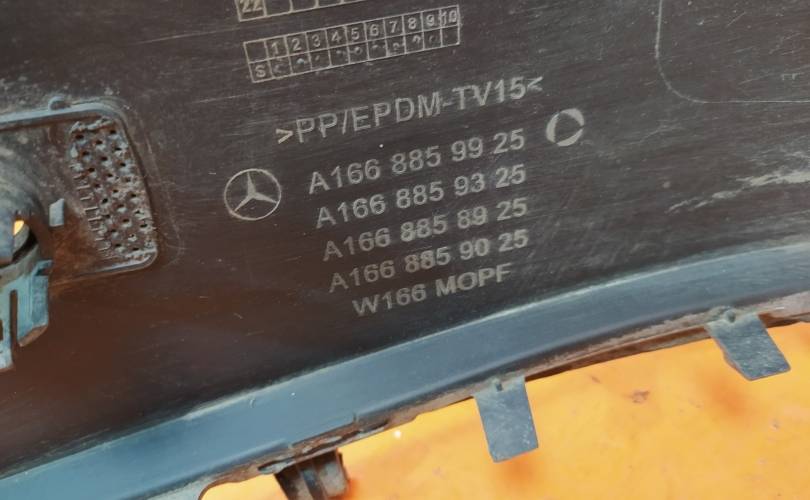 22
1 2 3 4 5 6 7 8 9 10
S
>PP/EPDM-TV15<
A166 885 99 25
A166 885 93 25
A166 885 89 25
A166 885 90 25
W166 MOPF